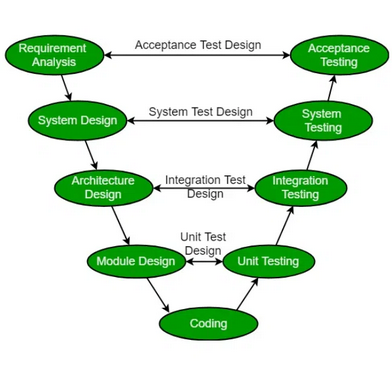 Requirement
Analysis
Acceptance Test Design
Acceptance
Testing
System Design
System Test Design
System
Testing
Architecture
Design
Integration Test
Design
Integration
Testing
Module Design
Unit Test
Design
Unit Testing
Coding